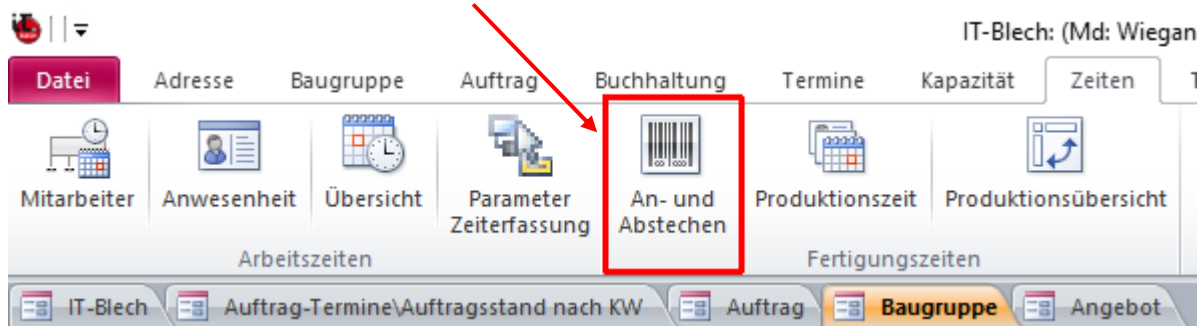 IT-Blech: (Md: Wiegan
Datei Adresse Baugruppe Auftrag Buchhaltung Termine Kapazität Zeiten
Mitarbeiter Anwesenheit Übersicht Parameter An- und Produktionszeit Produktionsübersicht
Zeiterfassung Abstechen
Arbeitszeiten Fertigungszeiten
IT-Blech Auftrag-Termine\Auftragsstand nach KW Auftrag Baugruppe Angebot